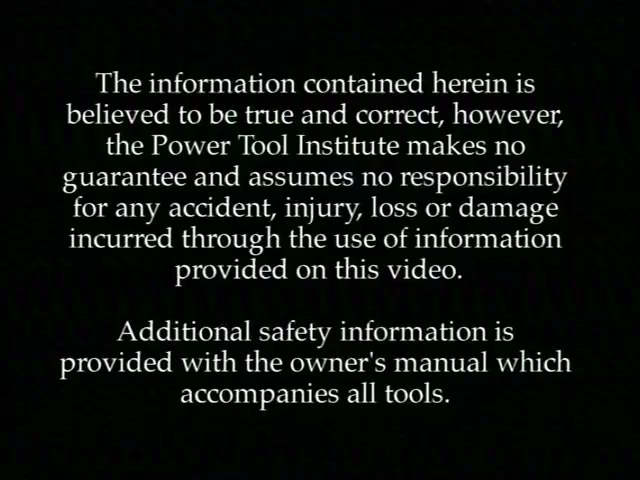 The information contained herein is
believed to be true and correct, however,
the Power Tool Institute makes no
guarantee and assumes no responsibility
for any accident, injury, loss or damage
incurred through the use of information
provided on this video.
Additional safety information is
provided with the owner's manual which
accompanies all tools.